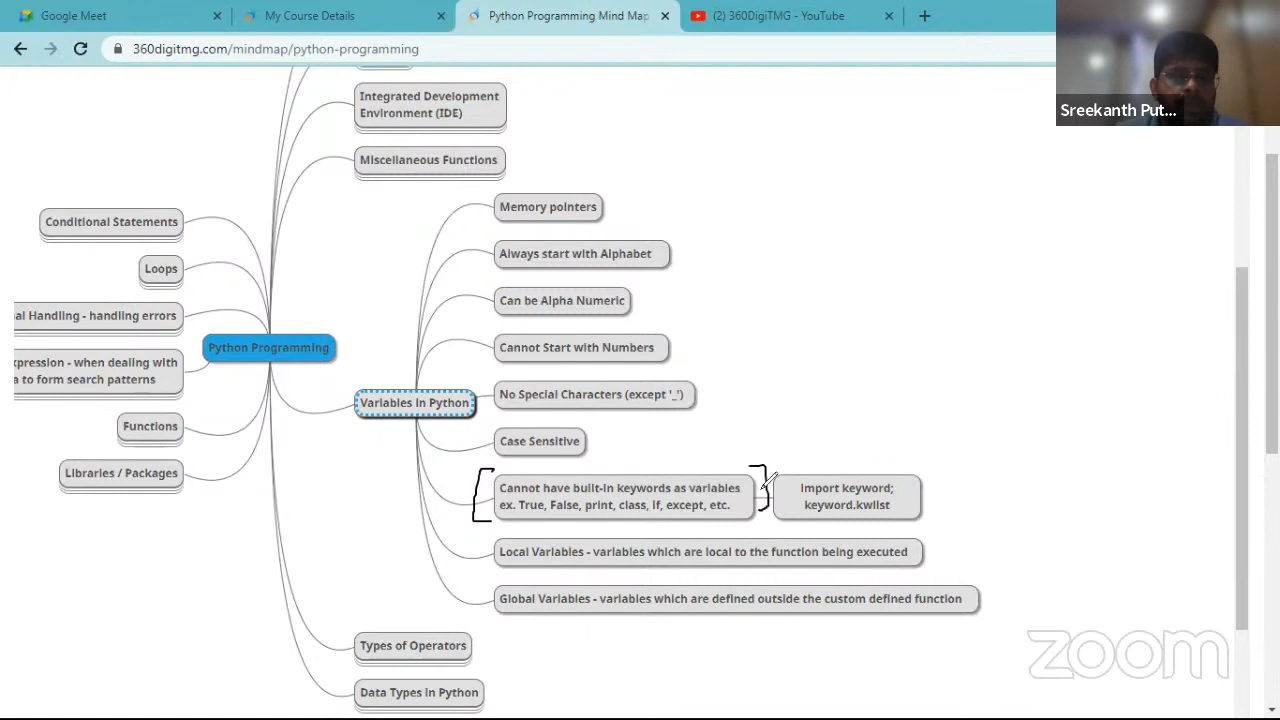 Google Meet
My Course Details
Python Programming Mind Map
(2) 360DigiTMG - YouTube
360digitmg.com/mindmap/python-programming
Sreekanth Put...
Integrated Development
Environment (IDE)
Miscellaneous Functions
Conditional Statements
Loops
al Handling - handling errors
Python Programming
xpression - when dealing with
a to form search patterns
Functions
Libraries / Packages
Memory pointers
Always start with Alphabet
Can be Alpha Numeric
Cannot Start with Numbers
Variables in Python
No Special Characters (except '_')
Case Sensitive
Cannot have built-in keywords as variables
ex. True, False, print, class, if, except, etc.
Import keyword;
keyword.kwlist
Local Variables - variables which are local to the function being executed
Global Variables - variables which are defined outside the custom defined function
Types of Operators
Data Types in Python
zoom